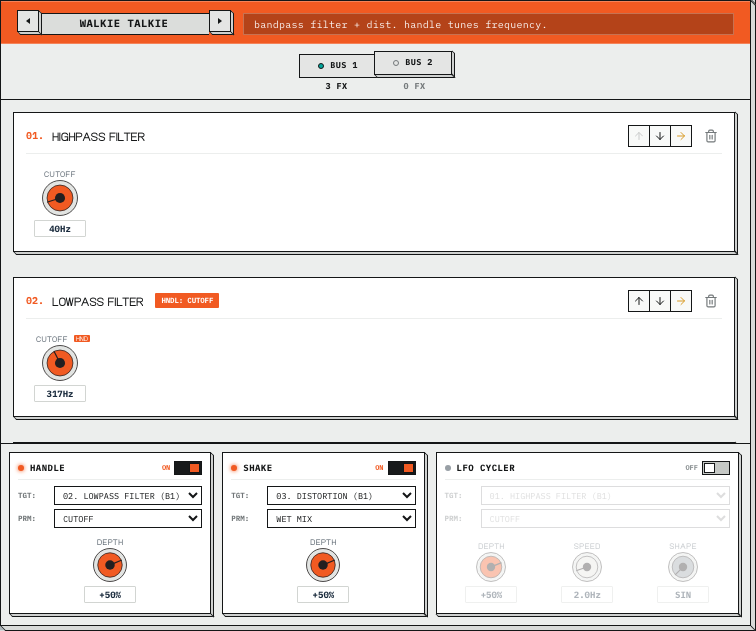 WALKIE TALKIE
bandpass filter + dist. handle tunes frequency.
BUS 1
BUS 2
3 FX
0 FX
01. HIGHPASS FILTER
CUTOFF
40Hz
02. LOWPASS FILTER HNDL: CUTOFF
CUTOFF HND
317Hz
HANDLE ON
TGT: 02. LOWPASS FILTER (B1)
PRM: CUTOFF
DEPTH
+50%
SHAKE ON
TGT: 03. DISTORTION (B1)
PRM: WET MIX
DEPTH
+50%
LFO CYCLER OFF
TGT: 01. HIGHPASS FILTER (B1)
PRM: CUTOFF
DEPTH SPEED SHAPE
+50% 2.0Hz SIN